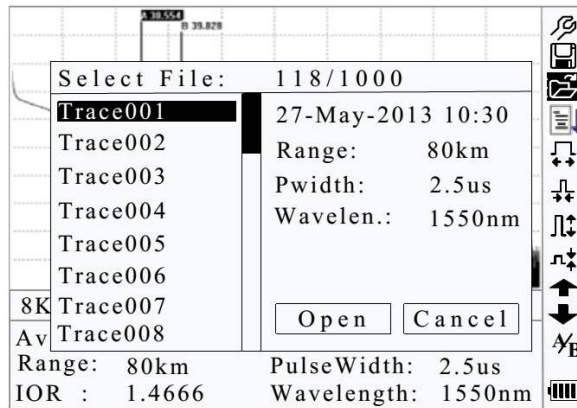 A 38.554
B 39.828
Select File: 118/1000
Trace001
Trace002
Trace003
Trace004
Trace005
Trace006
Trace007
Trace008
27-May-2013 10:30
Range: 80km
Pwidth: 2.5us
Wavelen.: 1550nm
Open Cancel
8K
Av
Range: 80km PulseWidth: 2.5us
IOR : 1.4666 Wavelength: 1550nm
A/B